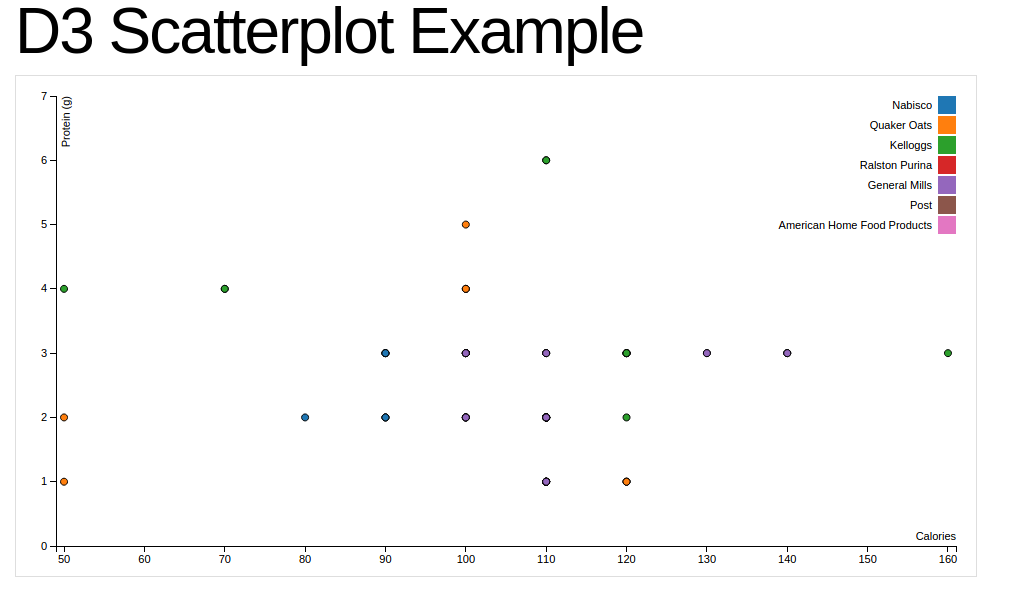 D3 Scatterplot Example
7
Protein (g)
6
5
4
3
2
1
0
Nabisco
Quaker Oats
Kelloggs
Ralston Purina
General Mills
Post
American Home Food Products
Calories
50 60 70 80 90 100 110 120 130 140 150 160